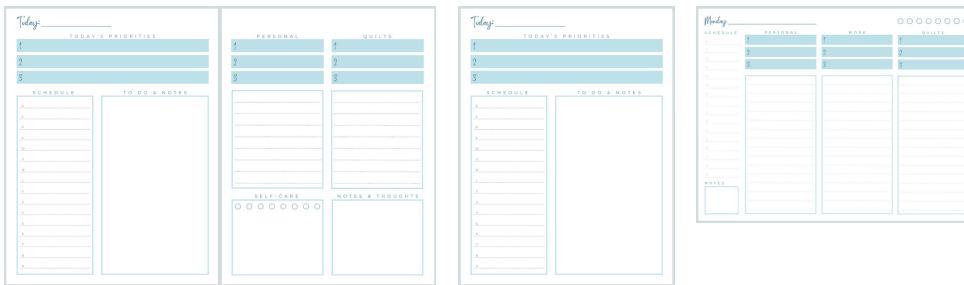 Today:
TODAY'S PRIORITIES
1
2
3
SCHEDULE TO DO & NOTES
PERSONAL QUILTS
1 1
2 2
3 3
SELF-CARE NOTES & THOUGHTS
Today:
TODAY'S PRIORITIES
1
2
3
SCHEDULE TO DO & NOTES
Monday
SCHEDULE PERSONAL WORK QUILTS
1 1 1
2 2 2
3 3 3
NOTES